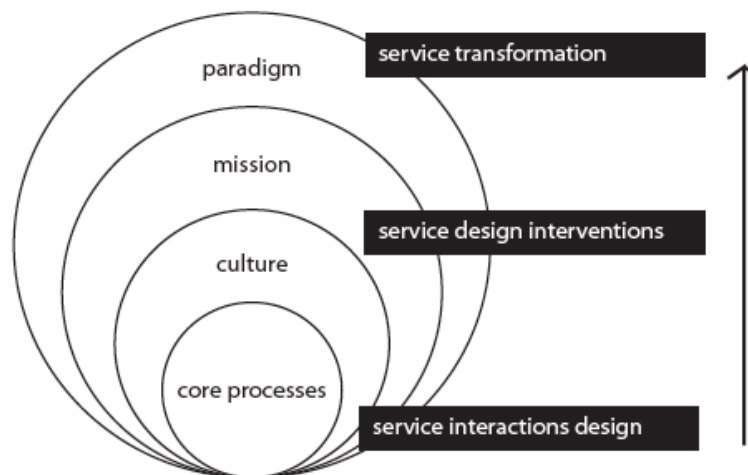 service transformation
paradigm
mission
service design interventions
culture
core processes
service interactions design